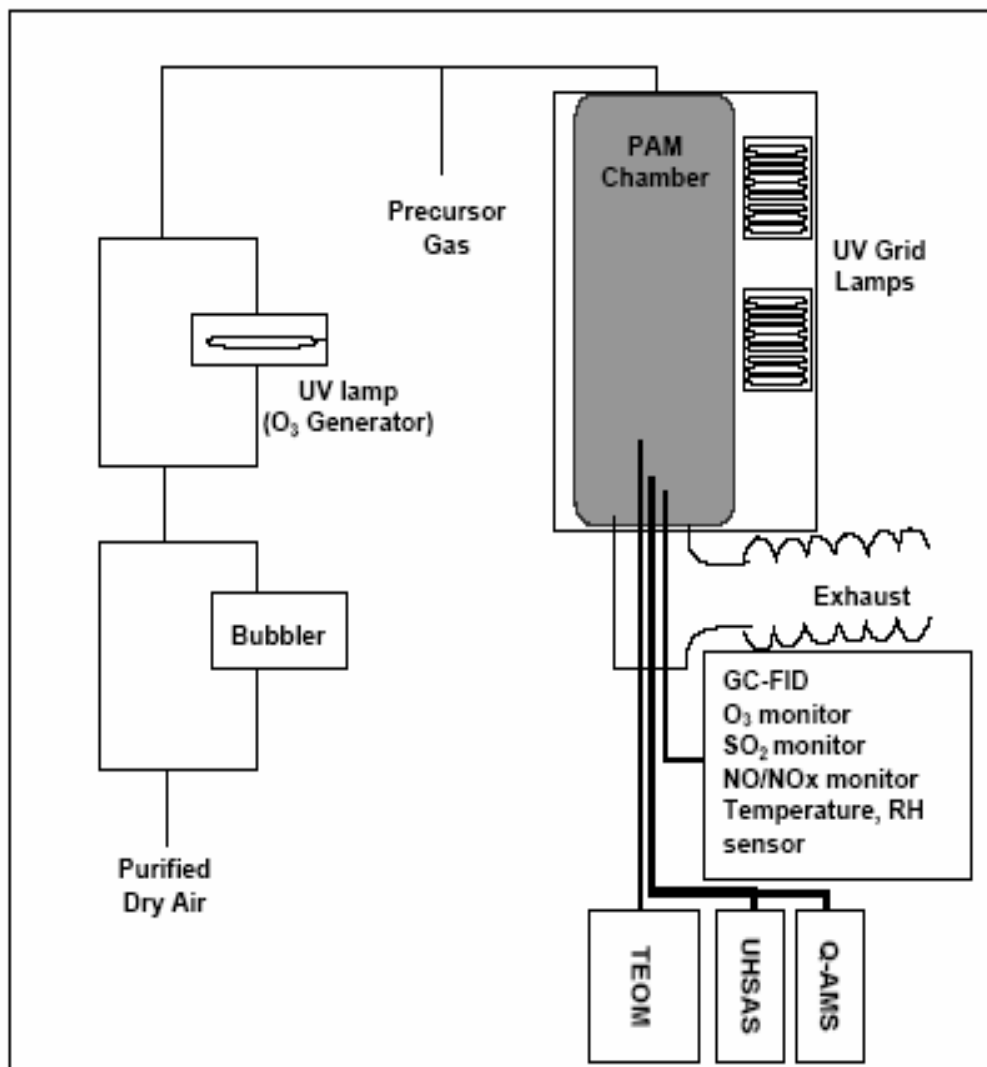 PAM
Chamber
Precursor
Gas
UV Grid
Lamps
UV lamp
(O₃ Generator)
Bubbler
Exhaust
GC-FID
O₃ monitor
SO₂ monitor
NO/NOx monitor
Temperature, RH
sensor
Purified
Dry Air
TEOM
UHSAS
Q-AMS